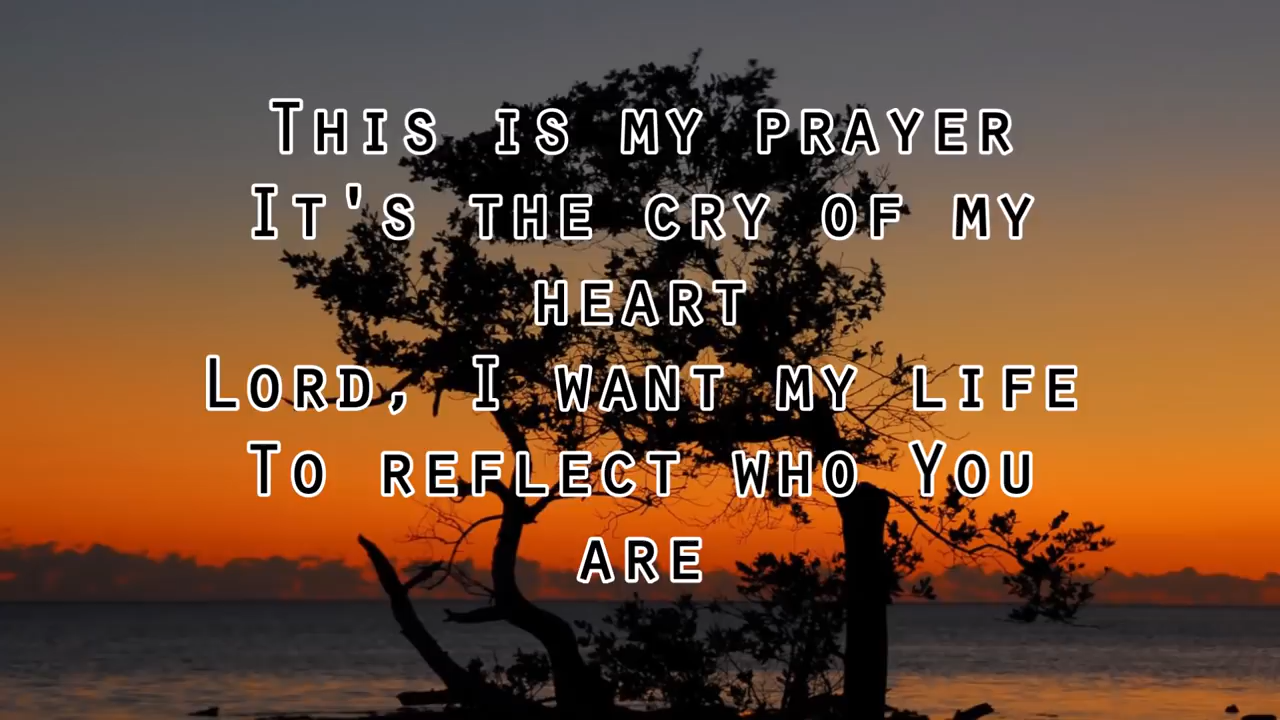 This is my prayer
It's the cry of my
heart
Lord, I want my life
To reflect who You
are